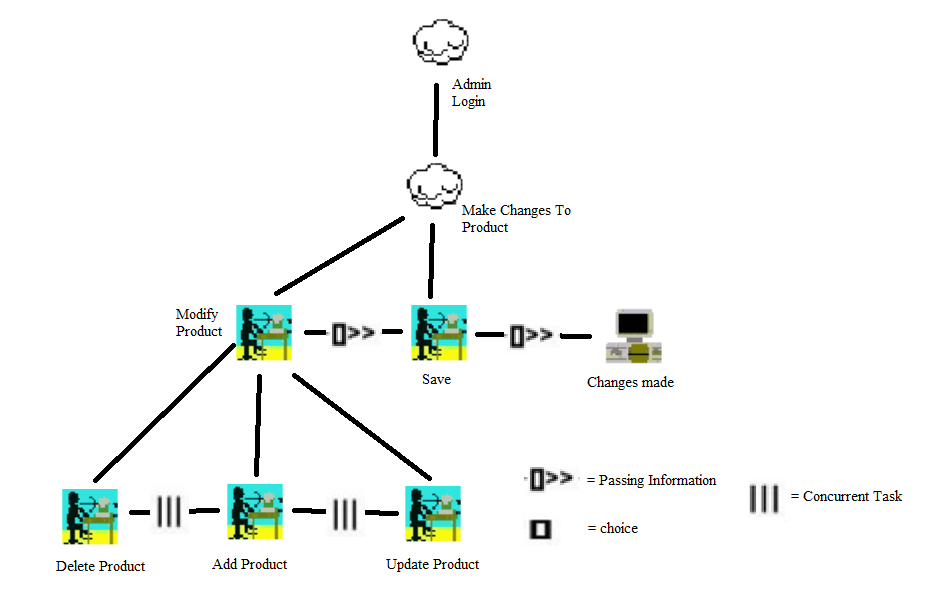 Admin
Login
Make Changes To
Product
Modify
Product
Save
Changes made
= Passing Information
= Concurrent Task
= choice
Delete Product
Add Product
Update Product